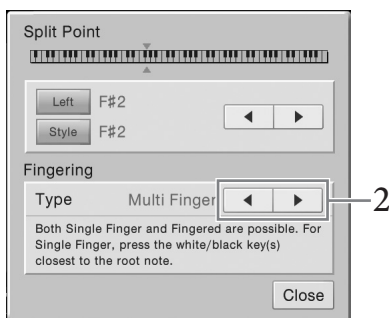 Split Point
Left F♯2
Style F♯2
Fingering
Type Multi Finger
2
Both Single Finger and Fingered are possible. For
Single Finger, press the white/black key(s)
closest to the root note.
Close